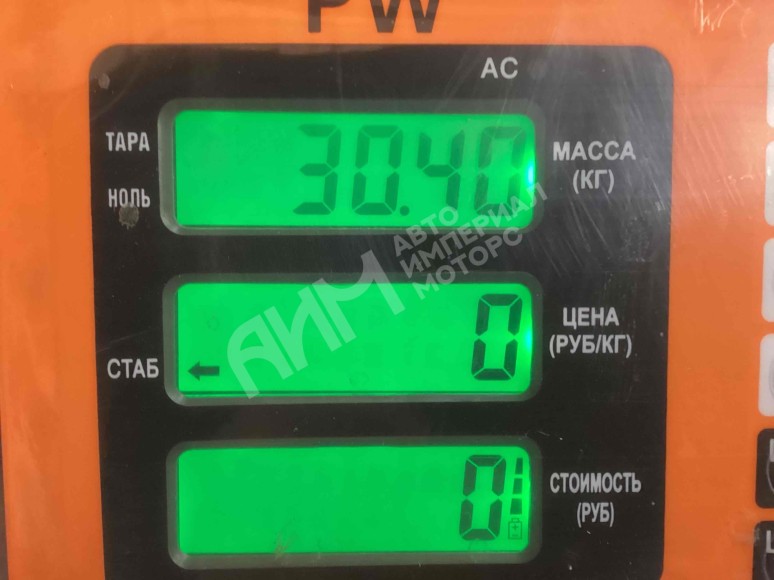 PW
AC
ТАРА
НОЛЬ
30.40
МАССА
(КГ)
АИМ
АВТО
ИМПЕРИАЛ
МОТОРС
СТАБ
0
ЦЕНА
(РУБ/КГ)
0
СТОИМОСТЬ
(РУБ)